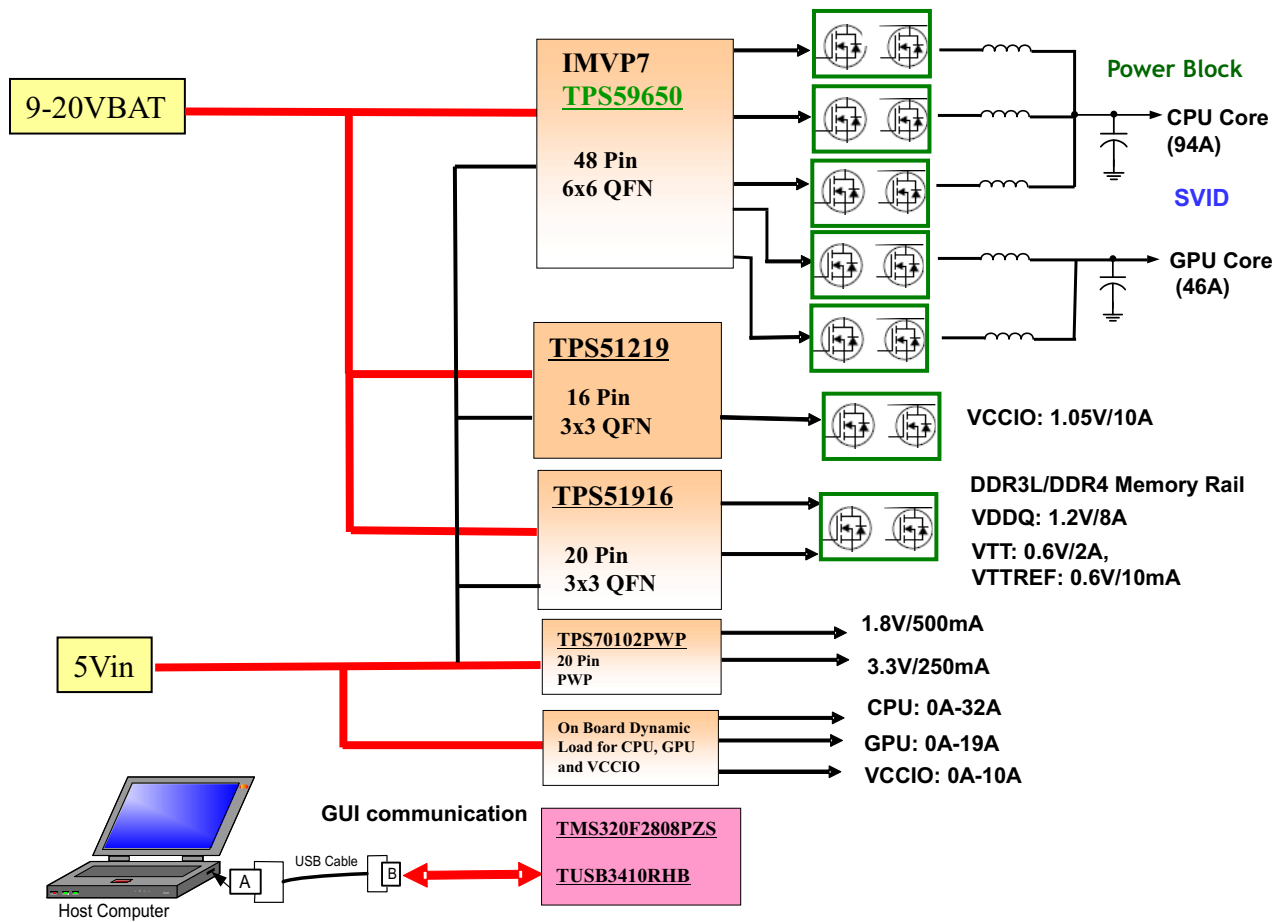 9-20VBAT
IMVP7
TPS59650
48 Pin
6x6 QFN
Power Block
CPU Core
(94A)
SVID
GPU Core
(46A)
TPS51219
16 Pin
3x3 QFN
VCCIO: 1.05V/10A
TPS51916
20 Pin
3x3 QFN
DDR3L/DDR4 Memory Rail
VDDQ: 1.2V/8A
VTT: 0.6V/2A,
VTTREF: 0.6V/10mA
5Vin
TPS70102PWP
20 Pin
PWP
1.8V/500mA
3.3V/250mA
On Board Dynamic
Load for CPU, GPU
and VCCIO
CPU: 0A-32A
GPU: 0A-19A
VCCIO: 0A-10A
GUI communication
TMS320F2808PZS
TUSB3410RHB
USB Cable
A
B
Host Computer